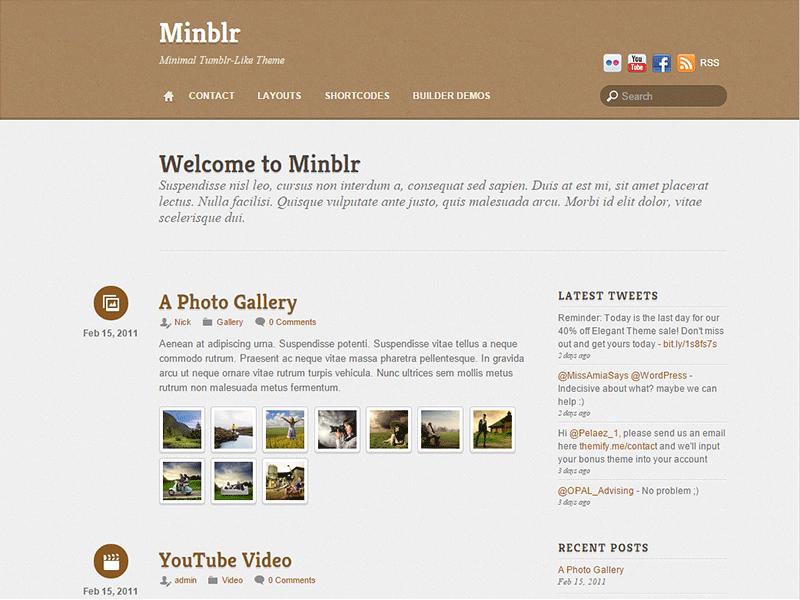 Minblr
Minimal Tumblr-Like Theme
You
Tube
RSS
CONTACT
LAYOUTS
SHORTCODES
BUILDER DEMOS
Search
Welcome to Minblr
Suspendisse nisl leo, cursus non interdum a, consequat sed sapien. Duis at est mi, sit amet placerat
lectus. Nulla facilisi. Quisque vulputate ante justo, quis malesuada arcu. Morbi id elit dolor, vitae
scelerisque dui.
Feb 15, 2011
A Photo Gallery
Nick Gallery 0 Comments
Aenean at adipiscing urna. Suspendisse potenti. Suspendisse vitae tellus a neque
commodo rutrum. Praesent ac neque vitae massa pharetra pellentesque. In gravida
arcu ut neque ornare vitae rutrum turpis vehicula. Nunc ultrices sem mollis metus
rutrum non malesuada metus fermentum.
Feb 15, 2011
YouTube Video
admin Video 0 Comments
LATEST TWEETS
Reminder: Today is the last day for our
40% off Elegant Theme sale! Don't miss
out and get yours today - bit.ly/1s8fs7s
2 days ago
@MissAmiaSays @WordPress -
Indecisive about what? maybe we can
help :)
2 days ago
Hi @Pelaez_1, please send us an email
here themify.me/contact and we'll input
your bonus theme into your account
3 days ago
@OPAL_Advising - No problem ;)
3 days ago
RECENT POSTS
A Photo Gallery
Feb 15, 2011